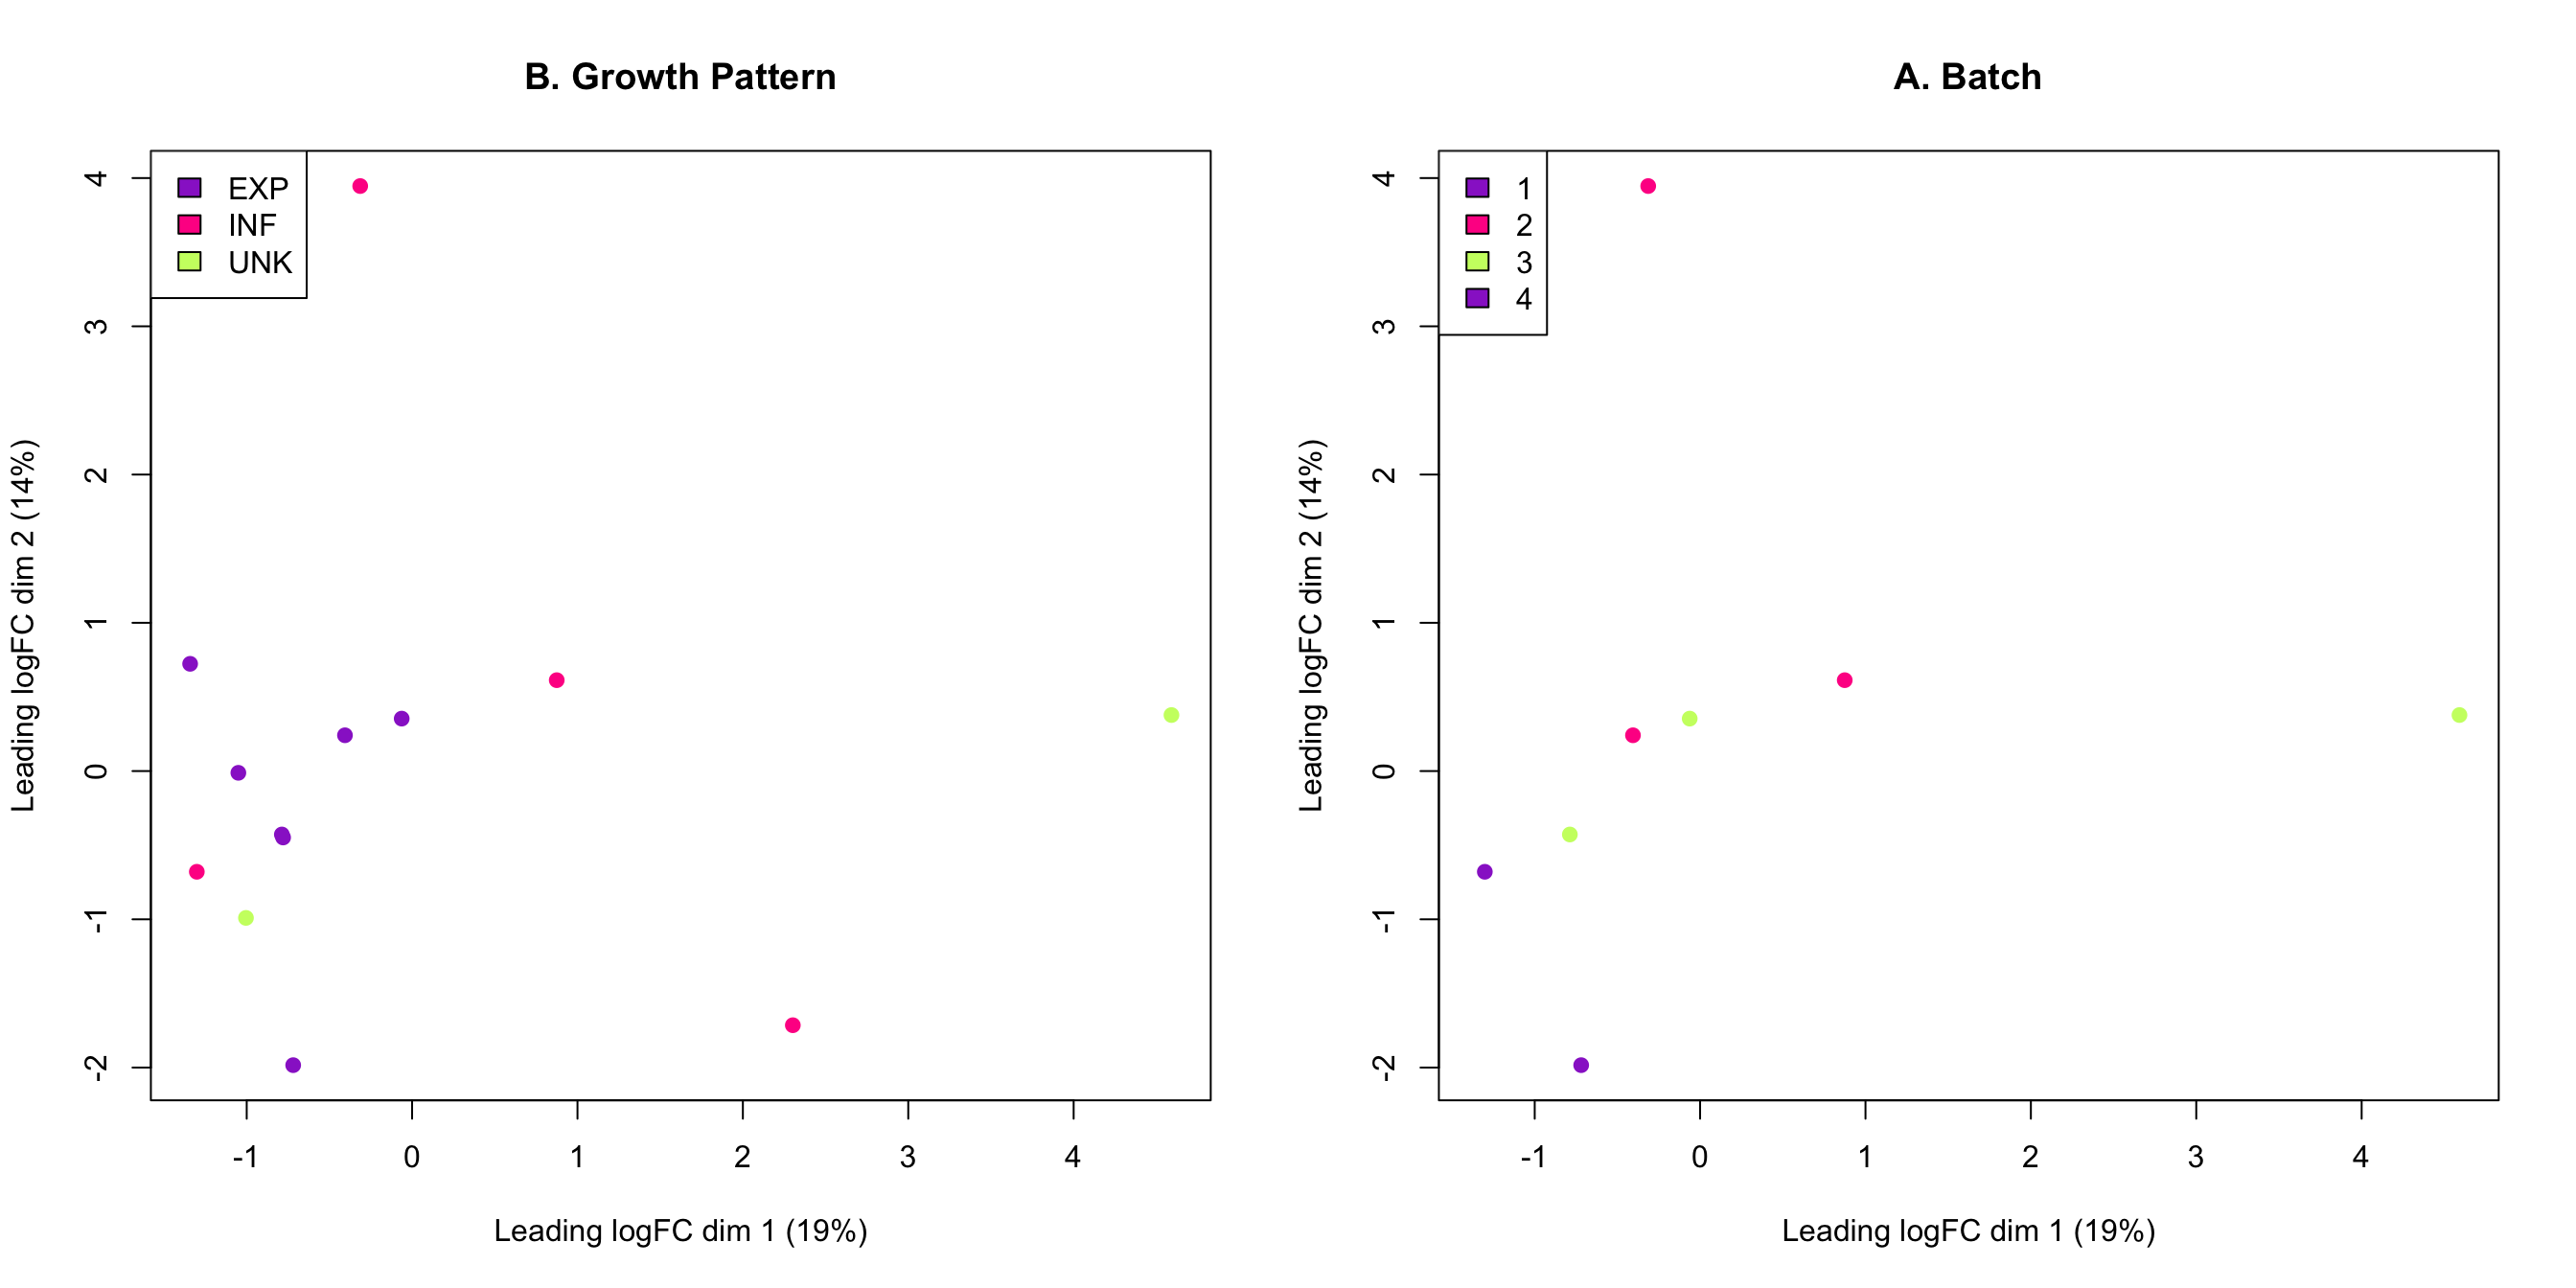 B. Growth Pattern
EXP
INF
UNK
4
3
2
1
0
-1
-2
Leading logFC dim 2 (14%)
-1 0 1 2 3 4
Leading logFC dim 1 (19%)
A. Batch
1
2
3
4
4
3
2
1
0
-1
-2
Leading logFC dim 2 (14%)
-1 0 1 2 3 4
Leading logFC dim 1 (19%)